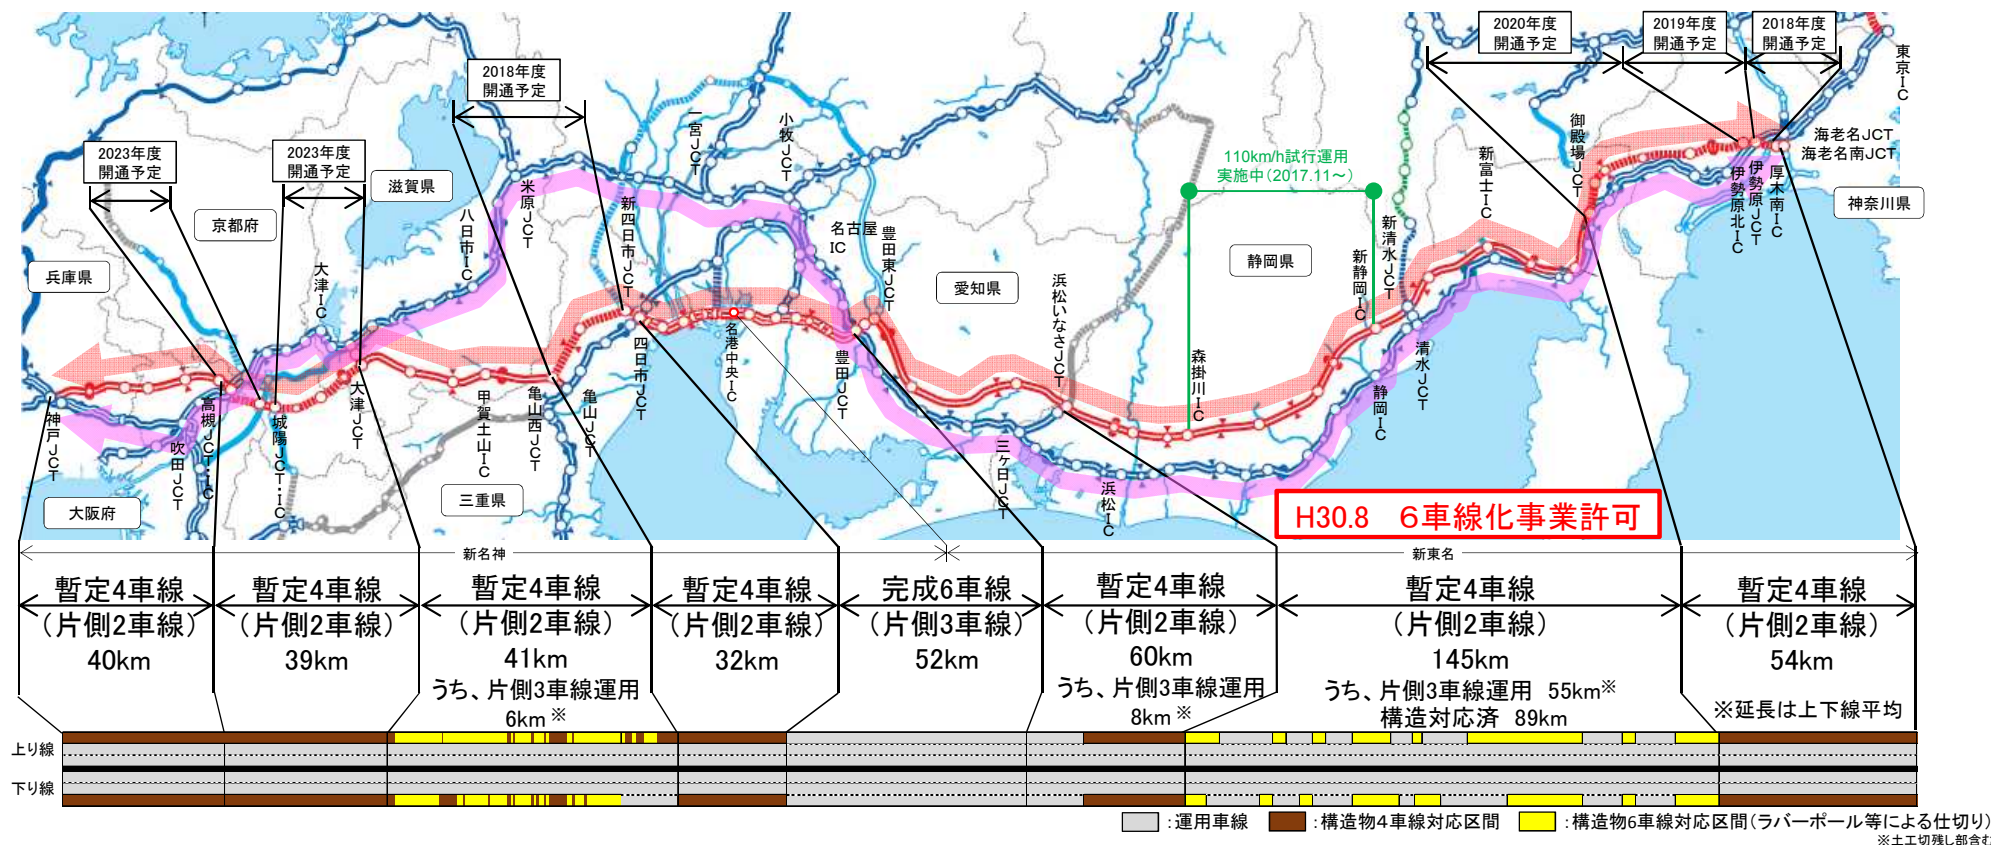 2020年度
開通予定
2019年度
開通予定
2018年度
開通予定
2018年度
開通予定
2023年度
開通予定
2023年度
開通予定
東京IC
海老名JCT
海老名南JCT
厚木南IC
伊勢原JCT
伊勢原北IC
神奈川県
御殿場JCT
新富士IC
110km/h試行運用
実施中(2017.11～)
新清水JCT
新静岡IC
静岡県
清水JCT
静岡IC
森掛川IC
浜松いなさJCT
浜松IC
三ヶ日JCT
愛知県
豊田東JCT
名古屋
IC
豊田JCT
小牧JCT
一宮JCT
名港中央IC
新四日市JCT
四日市JCT
米原JCT
八日市IC
亀山JCT
亀山西JCT
甲賀土山IC
三重県
滋賀県
京都府
大津IC
大津JCT
城陽JCT・IC
高槻JCT・IC
吹田JCT
神戸JCT
兵庫県
大阪府
H30.8　6車線化事業許可
新名神
新東名
暫定4車線
(片側2車線)
40km
暫定4車線
(片側2車線)
39km
暫定4車線
(片側2車線)
41km
うち、片側3車線運用
6km※
暫定4車線
(片側2車線)
32km
完成6車線
(片側3車線)
52km
暫定4車線
(片側2車線)
60km
うち、片側3車線運用
8km※
暫定4車線
(片側2車線)
145km
うち、片側3車線運用 55km※
構造対応済 89km
暫定4車線
(片側2車線)
54km
※延長は上下線平均
上り線
下り線
:運用車線
:構造物4車線対応区間
:構造物6車線対応区間(ラバーポール等による仕切り)
※土工切残し部含む